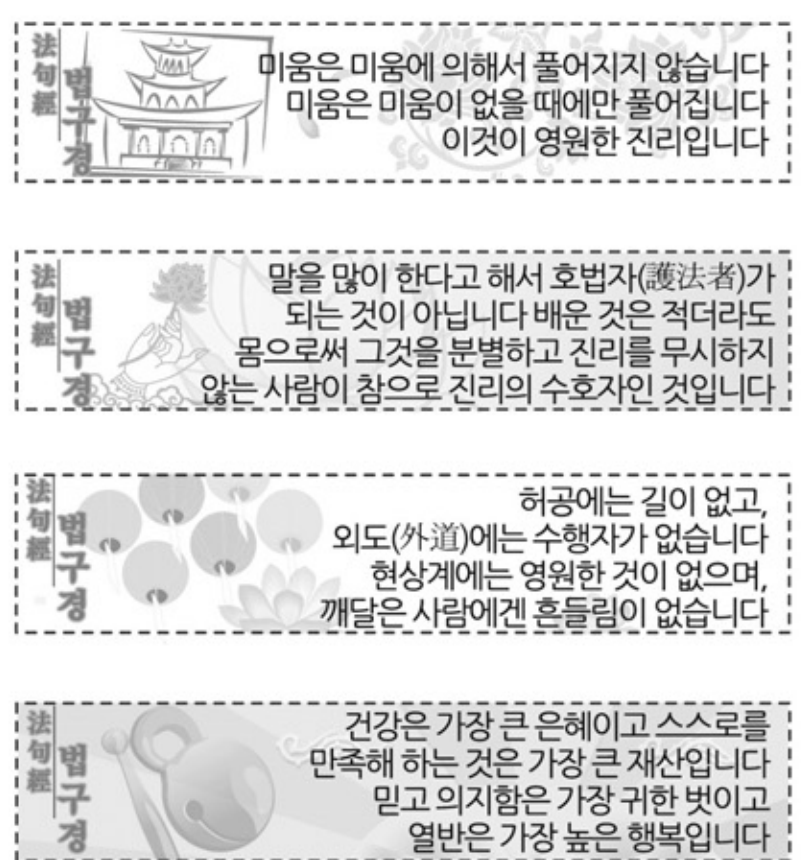 法句經
법구경
미움은 미움에 의해서 풀어지지 않습니다
미움은 미움이 없을 때에만 풀어집니다
이것이 영원한 진리입니다
法句經
법구경
말을 많이 한다고 해서 호법자(護法者)가
되는 것이 아닙니다 배운 것은 적더라도
몸으로써 그것을 분별하고 진리를 무시하지
않는 사람이 참으로 진리의 수호자인 것입니다
法句經
법구경
허공에는 길이 없고,
외도(外道)에는 수행자가 없습니다
현상계에는 영원한 것이 없으며,
깨달은 사람에겐 흔들림이 없습니다
法句經
법구경
건강은 가장 큰 은혜이고 스스로를
만족해 하는 것은 가장 큰 재산입니다
믿고 의지함은 가장 귀한 벗이고
열반은 가장 높은 행복입니다